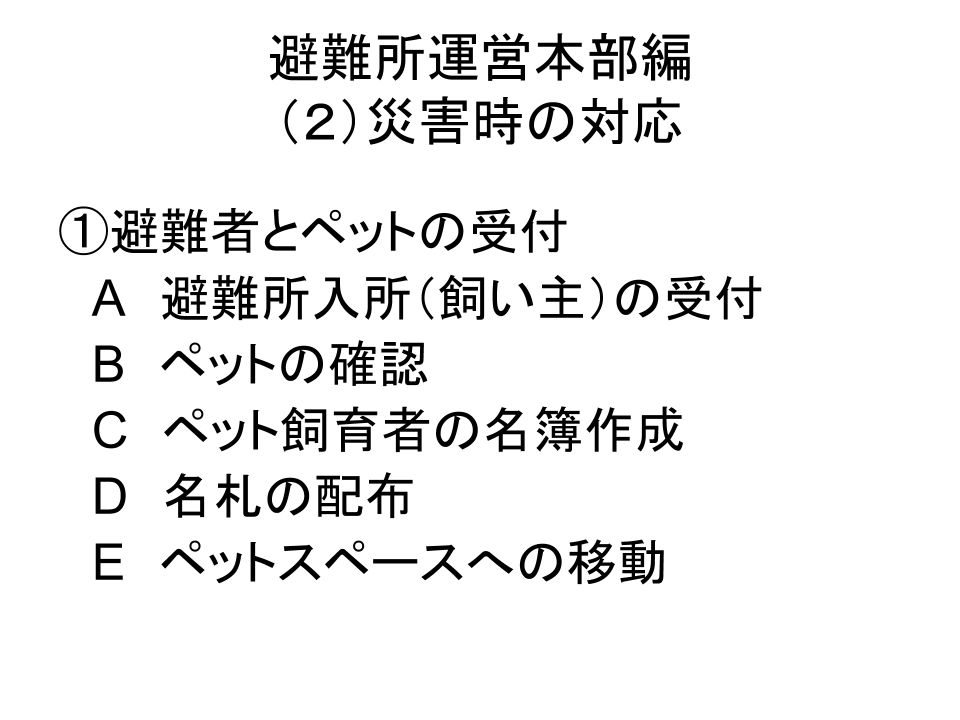 避難所運営本部編
（２）災害時の対応
①避難者とペットの受付
A　避難所入所（飼い主）の受付
B　ペットの確認
C　ペット飼育者の名簿作成
D　名札の配布
E　ペットスペースへの移動